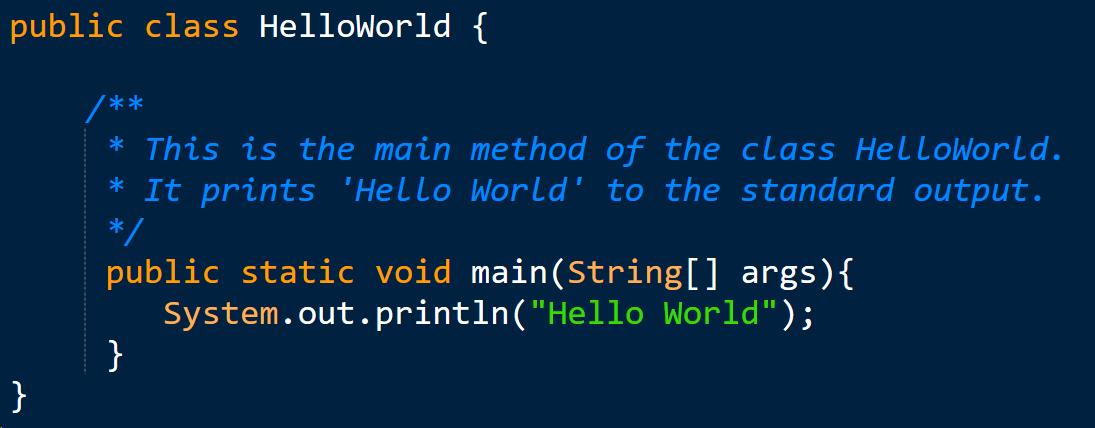 public class HelloWorld {
/**
* This is the main method of the class HelloWorld.
* It prints 'Hello World' to the standard output.
*/
public static void main(String[] args){
System.out.println("Hello World");
}
}